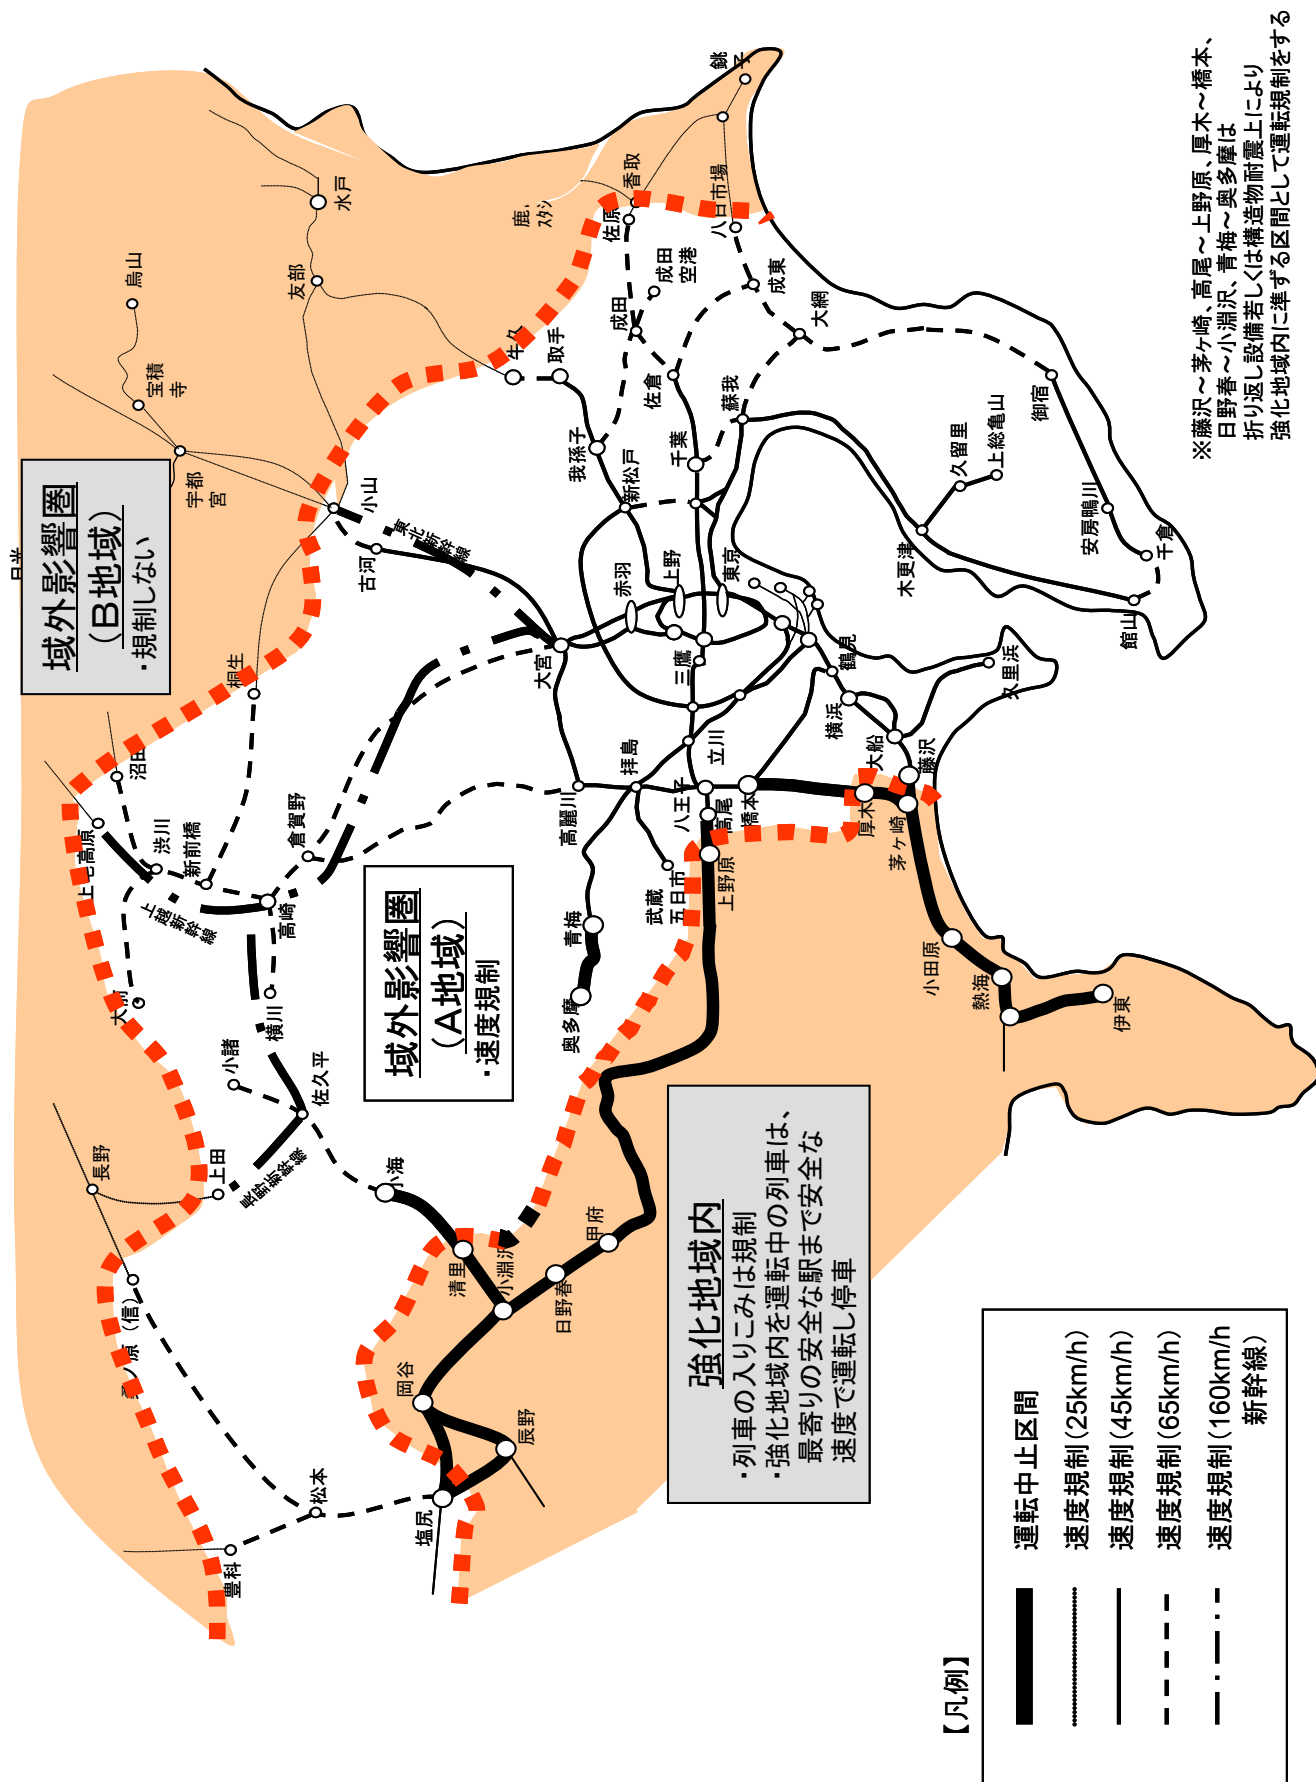 域外影響圏
(B地域)
・規制しない
域外影響圏
(A地域)
・速度規制
強化地域内
・列車の入りこみは規制
・強化地域内を運転中の列車は、
最寄りの安全な駅まで安全な
速度で運転し停車
※藤沢~茅ヶ崎、高尾~上野原、厚木~橋本、
日野春~小淵沢、青梅~奥多摩は
折り返し設備若しくは構造物耐震上により
強化地域内に準ずる区間として運転規制をする
【凡例】
運転中止区間
速度規制(25km/h)
速度規制(45km/h)
速度規制(65km/h)
速度規制(160km/h
新幹線)
長野
上田
小諸
佐久平
横川
長野新幹線
上越新幹線
東北新幹線
豊科
松本
塩尻
岡谷
辰野
小海
清里
日野春
甲府
渋川
新前橋
高崎
倉賀野
桐生
宇都
宮
宝積
寺
烏山
小山
古河
友部
水戸
取手
我孫子
新松戸
大宮
赤羽
上野
東京
三鷹
立川
拝島
高麗川
八王子
高尾
橋本
厚木
上野原
武蔵
五日市
青梅
奥多摩
鶴見
横浜
大船
藤沢
茅ヶ崎
小田原
熱海
伊東
久里浜
千葉
蘇我
佐倉
成田
成田
空港
香取
銚
子
八日市場
成東
大網
御宿
安房鴨川
千倉
館山
木更津
久留里
上総亀山